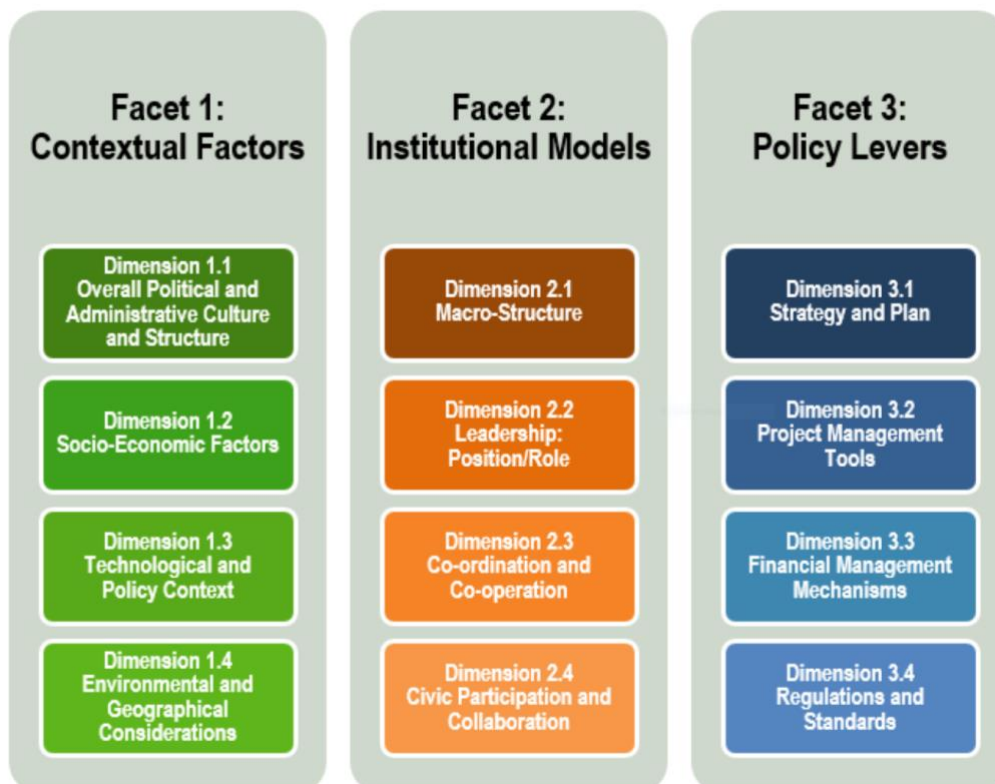 Facet 1:
Contextual Factors
Dimension 1.1
Overall Political and
Administrative Culture
and Structure
Dimension 1.2
Socio-Economic Factors
Dimension 1.3
Technological and
Policy Context
Dimension 1.4
Environmental and
Geographical
Considerations
Facet 2:
Institutional Models
Dimension 2.1
Macro-Structure
Dimension 2.2
Leadership:
Position/Role
Dimension 2.3
Co-ordination and
Co-operation
Dimension 2.4
Civic Participation and
Collaboration
Facet 3:
Policy Levers
Dimension 3.1
Strategy and Plan
Dimension 3.2
Project Management
Tools
Dimension 3.3
Financial Management
Mechanisms
Dimension 3.4
Regulations and
Standards